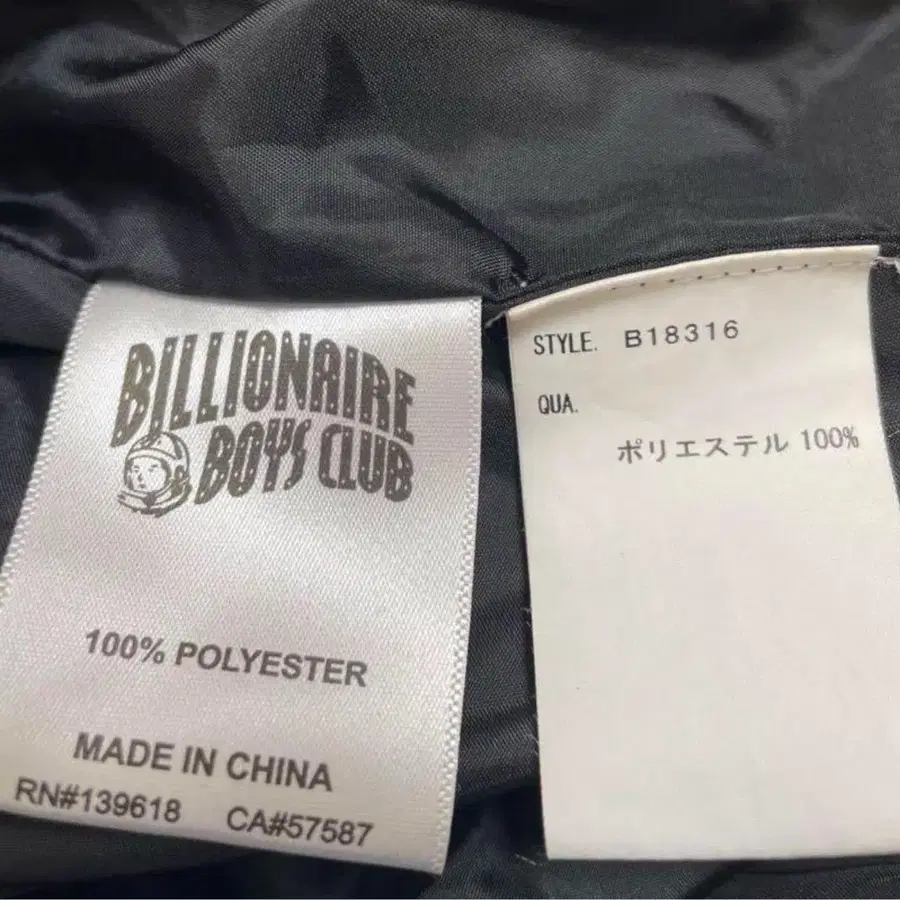 BILLIONAIRE
BOYS CLUB
100% POLYESTER
MADE IN CHINA
RN#139618 CA#57587
STYLE. B18316
QUA.
ポリエステル 100%